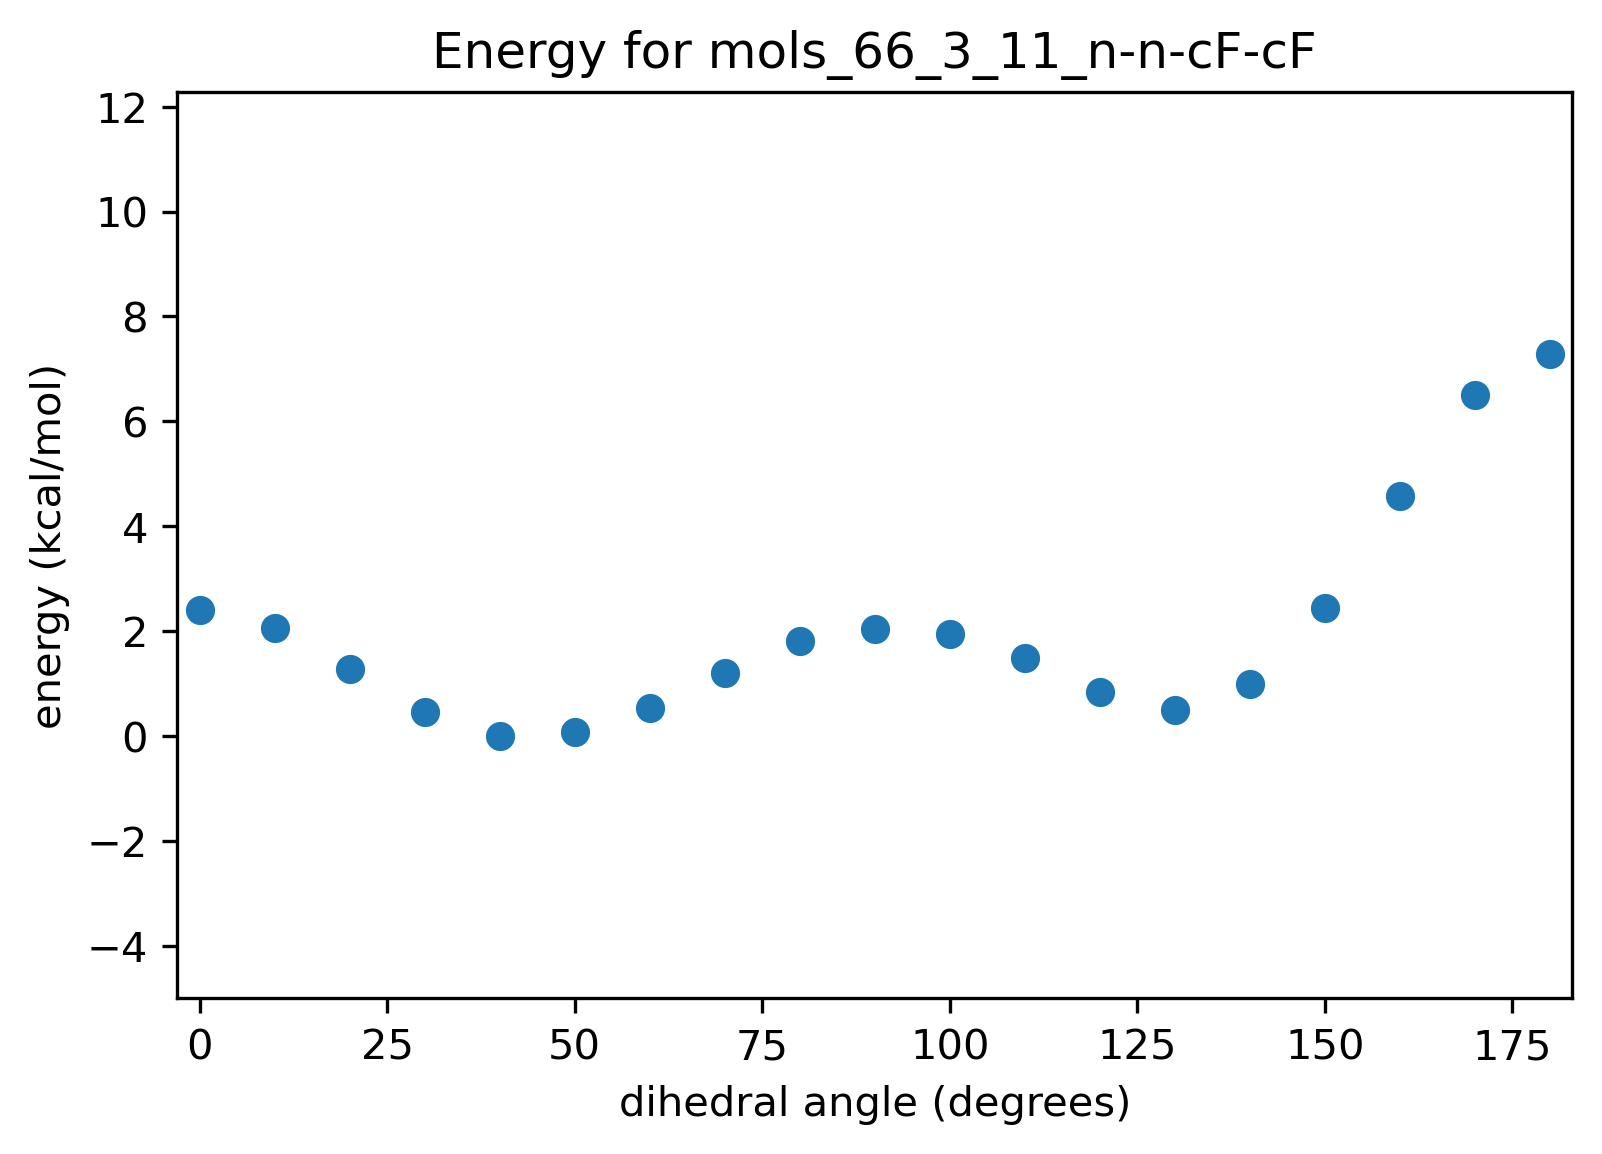 Energy for mols_66_3_11_n-n-cF-cF
12
10
8
6
4
2
0
−2
−4
energy (kcal/mol)
0 25 50 75 100 125 150 175
dihedral angle (degrees)